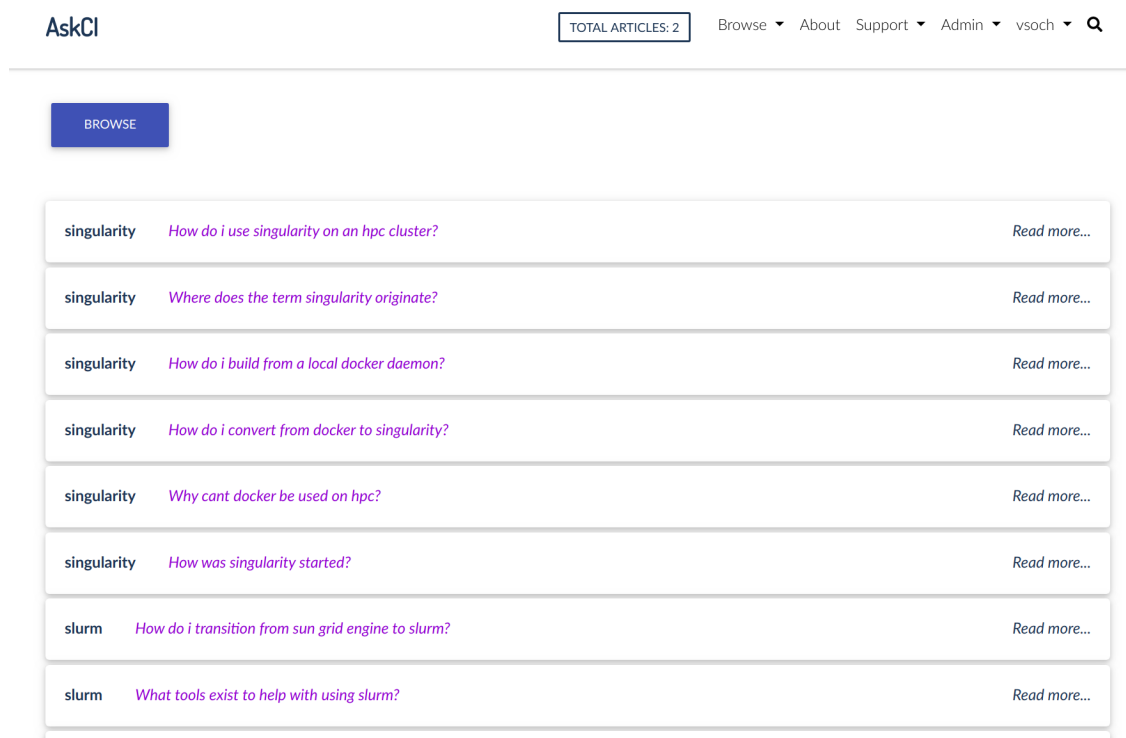 AskCI TOTAL ARTICLES: 2 Browse About Support Admin vsoch
BROWSE
singularity How do i use singularity on an hpc cluster? Read more...
singularity Where does the term singularity originate? Read more...
singularity How do i build from a local docker daemon? Read more...
singularity How do i convert from docker to singularity? Read more...
singularity Why cant docker be used on hpc? Read more...
singularity How was singularity started? Read more...
slurm How do i transition from sun grid engine to slurm? Read more...
slurm What tools exist to help with using slurm? Read more...